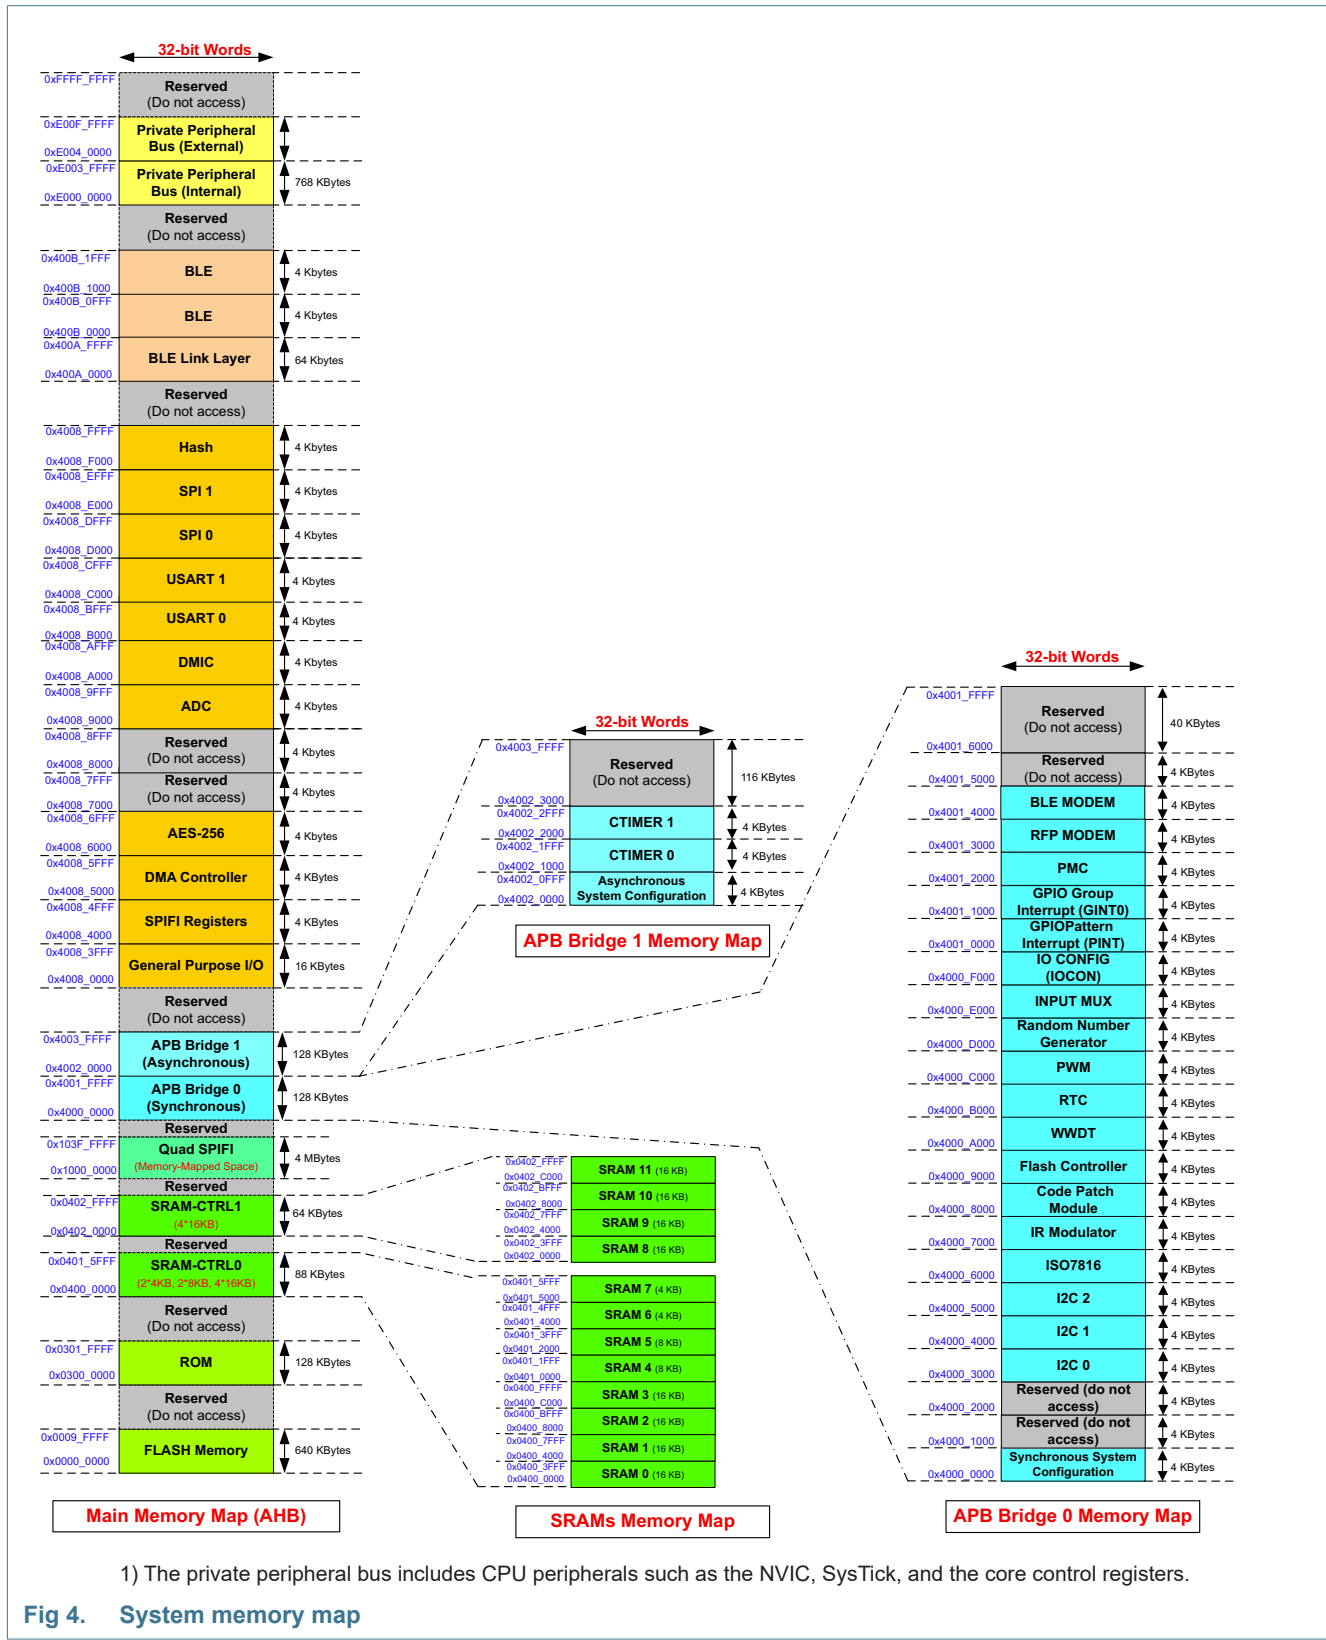 32-bit Words
0xFFFF_FFFF
Reserved
(Do not access)
0xE00F_FFFF
Private Peripheral
Bus (External)
0xE004_0000
0xE003_FFFF
Private Peripheral
Bus (Internal)
768 KBytes
0xE000_0000
Reserved
(Do not access)
0x400B_1FFF
BLE
4 Kbytes
0x400B_1000
0x400B_0FFF
BLE
4 Kbytes
0x400B_0000
0x400A_FFFF
BLE Link Layer
64 Kbytes
0x400A_0000
Reserved
(Do not access)
0x4008_FFFF
Hash
4 Kbytes
0x4008_F000
0x4008_EFFF
SPI 1
4 Kbytes
0x4008_E000
0x4008_DFFF
SPI 0
4 Kbytes
0x4008_D000
0x4008_CFFF
USART 1
4 Kbytes
0x4008_C000
0x4008_BFFF
USART 0
4 Kbytes
0x4008_B000
0x4008_AFFF
DMIC
4 Kbytes
0x4008_A000
0x4008_9FFF
ADC
4 Kbytes
0x4008_9000
0x4008_8FFF
Reserved
(Do not access)
4 Kbytes
0x4008_8000
0x4008_7FFF
Reserved
(Do not access)
4 Kbytes
0x4008_7000
0x4008_6FFF
AES-256
4 Kbytes
0x4008_6000
0x4008_5FFF
DMA Controller
4 KBytes
0x4008_5000
0x4008_4FFF
SPIFI Registers
4 KBytes
0x4008_4000
0x4008_3FFF
General Purpose I/O
16 KBytes
0x4008_0000
Reserved
(Do not access)
0x4003_FFFF
APB Bridge 1
(Asynchronous)
128 KBytes
0x4002_0000
0x4001_FFFF
APB Bridge 0
(Synchronous)
128 KBytes
0x4000_0000
Reserved
0x103F_FFFF
Quad SPIFI
(Memory-Mapped Space)
4 MBytes
0x1000_0000
Reserved
0x0402_FFFF
SRAM-CTRL1
(4*16KB)
64 KBytes
0x0402_0000
Reserved
0x0401_5FFF
SRAM-CTRL0
(2*4KB, 2*8KB, 4*16KB)
88 KBytes
0x0400_0000
Reserved
(Do not access)
0x0301_FFFF
ROM
128 KBytes
0x0300_0000
Reserved
(Do not access)
0x0009_FFFF
FLASH Memory
640 KBytes
0x0000_0000
Main Memory Map (AHB)
32-bit Words
0x4003_FFFF
Reserved
(Do not access)
116 KBytes
0x4002_3000
0x4002_2FFF
CTIMER 1
4 KBytes
0x4002_2000
0x4002_1FFF
CTIMER 0
4 KBytes
0x4002_1000
0x4002_0FFF
Asynchronous
System Configuration
4 KBytes
0x4002_0000
APB Bridge 1 Memory Map
0x0402_FFFF
SRAM 11 (16 KB)
0x0402_C000
0x0402_BFFF
SRAM 10 (16 KB)
0x0402_8000
0x0402_7FFF
SRAM 9 (16 KB)
0x0402_4000
0x0402_3FFF
SRAM 8 (16 KB)
0x0402_0000
0x0401_5FFF
SRAM 7 (4 KB)
0x0401_5000
0x0401_4FFF
SRAM 6 (4 KB)
0x0401_4000
0x0401_3FFF
SRAM 5 (8 KB)
0x0401_2000
0x0401_1FFF
SRAM 4 (8 KB)
0x0401_0000
0x0400_FFFF
SRAM 3 (16 KB)
0x0400_C000
0x0400_BFFF
SRAM 2 (16 KB)
0x0400_8000
0x0400_7FFF
SRAM 1 (16 KB)
0x0400_4000
0x0400_3FFF
SRAM 0 (16 KB)
0x0400_0000
SRAMs Memory Map
32-bit Words
0x4001_FFFF
Reserved
(Do not access)
40 KBytes
0x4001_6000
Reserved
(Do not access)
4 KBytes
0x4001_5000
BLE MODEM
4 KBytes
0x4001_4000
RFP MODEM
4 KBytes
0x4001_3000
PMC
4 KBytes
0x4001_2000
GPIO Group
Interrupt (GINT0)
4 KBytes
0x4001_1000
GPIOPattern
Interrupt (PINT)
4 KBytes
0x4001_0000
IO CONFIG
(IOCON)
4 KBytes
0x4000_F000
INPUT MUX
4 KBytes
0x4000_E000
Random Number
Generator
4 KBytes
0x4000_D000
PWM
4 KBytes
0x4000_C000
RTC
4 KBytes
0x4000_B000
WWDT
4 KBytes
0x4000_A000
Flash Controller
4 KBytes
0x4000_9000
Code Patch
Module
4 KBytes
0x4000_8000
IR Modulator
4 KBytes
0x4000_7000
ISO7816
4 KBytes
0x4000_6000
I2C 2
4 KBytes
0x4000_5000
I2C 1
4 KBytes
0x4000_4000
I2C 0
4 KBytes
0x4000_3000
Reserved (do not
access)
4 KBytes
0x4000_2000
Reserved (do not
access)
4 KBytes
0x4000_1000
Synchronous System
Configuration
4 KBytes
0x4000_0000
APB Bridge 0 Memory Map
1) The private peripheral bus includes CPU peripherals such as the NVIC, SysTick, and the core control registers.
Fig 4. System memory map